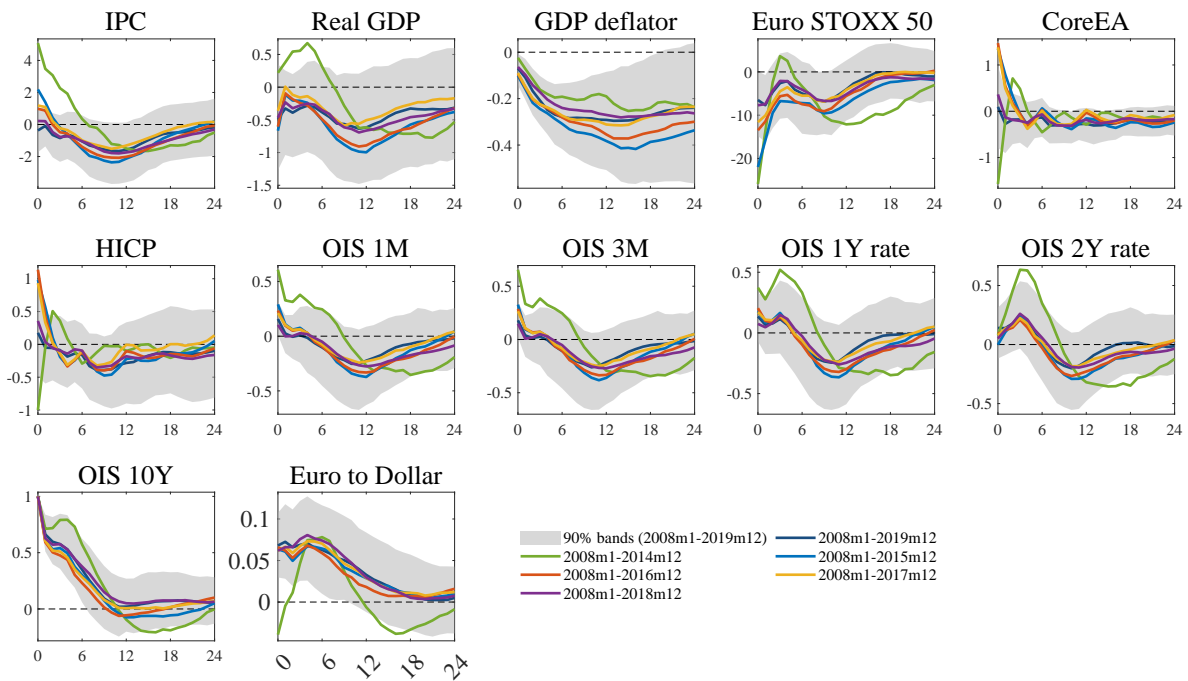 IPC Real GDP GDP deflator Euro STOXX 50 CoreEA
4
2
0
-2
0 6 12 18 24
0.5
0
-0.5
-1
-1.5
0 6 12 18 24
0
-0.2
-0.4
0 6 12 18 24
0
-10
-20
0 6 12 18 24
1
0
-1
0 6 12 18 24
HICP OIS 1M OIS 3M OIS 1Y rate OIS 2Y rate
1
0.5
0
-0.5
-1
0 6 12 18 24
0.5
0
-0.5
0 6 12 18 24
0.5
0
-0.5
0 6 12 18 24
0.5
0
-0.5
0 6 12 18 24
0.5
0
-0.5
0 6 12 18 24
OIS 10Y Euro to Dollar
1
0.5
0
0 6 12 18 24
0.1
0.05
0
0 6 12 18 24
90% bands (2008m1-2019m12) 2008m1-2019m12
2008m1-2014m12 2008m1-2015m12
2008m1-2016m12 2008m1-2017m12
2008m1-2018m12